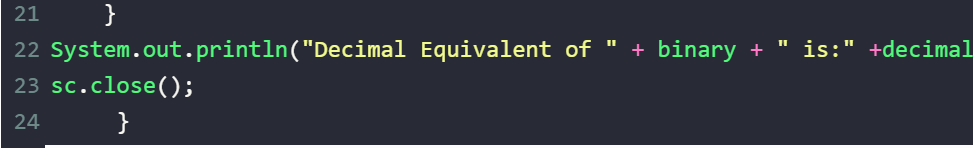 21     }
22 System.out.println("Decimal Equivalent of " + binary + " is:" +decimal
23 sc.close();
24      }